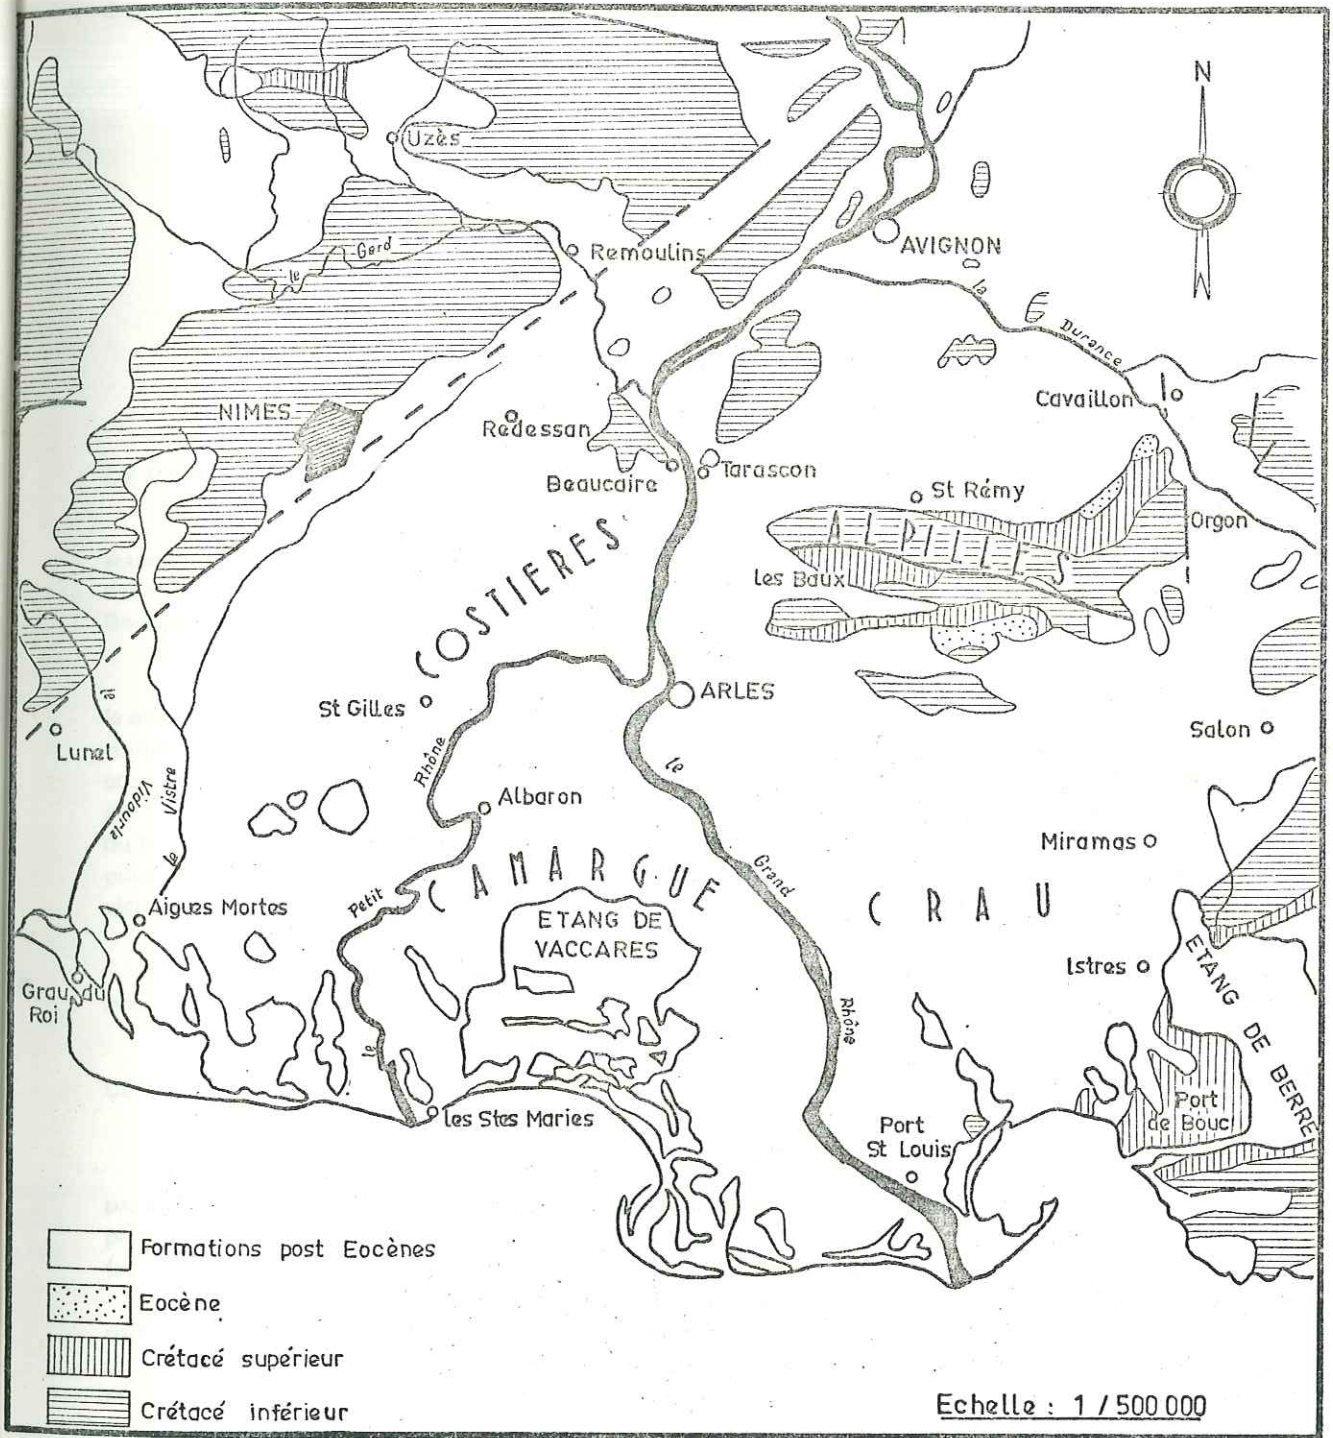 N
Uzès
le Gard
Remoulins
AVIGNON
la Durance
Cavaillon
NIMES
Redessan
Beaucaire
Tarascon
St Rémy
Orgon
ALPILLES
les Baux
COSTIERES
St Gilles
ARLES
Lunel
Salon
le Vidourle
le Vistre
Albaron
Miramas
CAMARGUE
CRAU
Aigues Mortes
ETANG DE
VACCARES
Istres
ETANG DE BERRE
Grau du
Roi
le Petit Rhône
le Grand Rhône
les Stes Maries
Port
St Louis
Port
de Bouc
Formations post Eocènes
Eocène
Crétacé supérieur
Crétacé inférieur
Echelle : 1 / 500 000